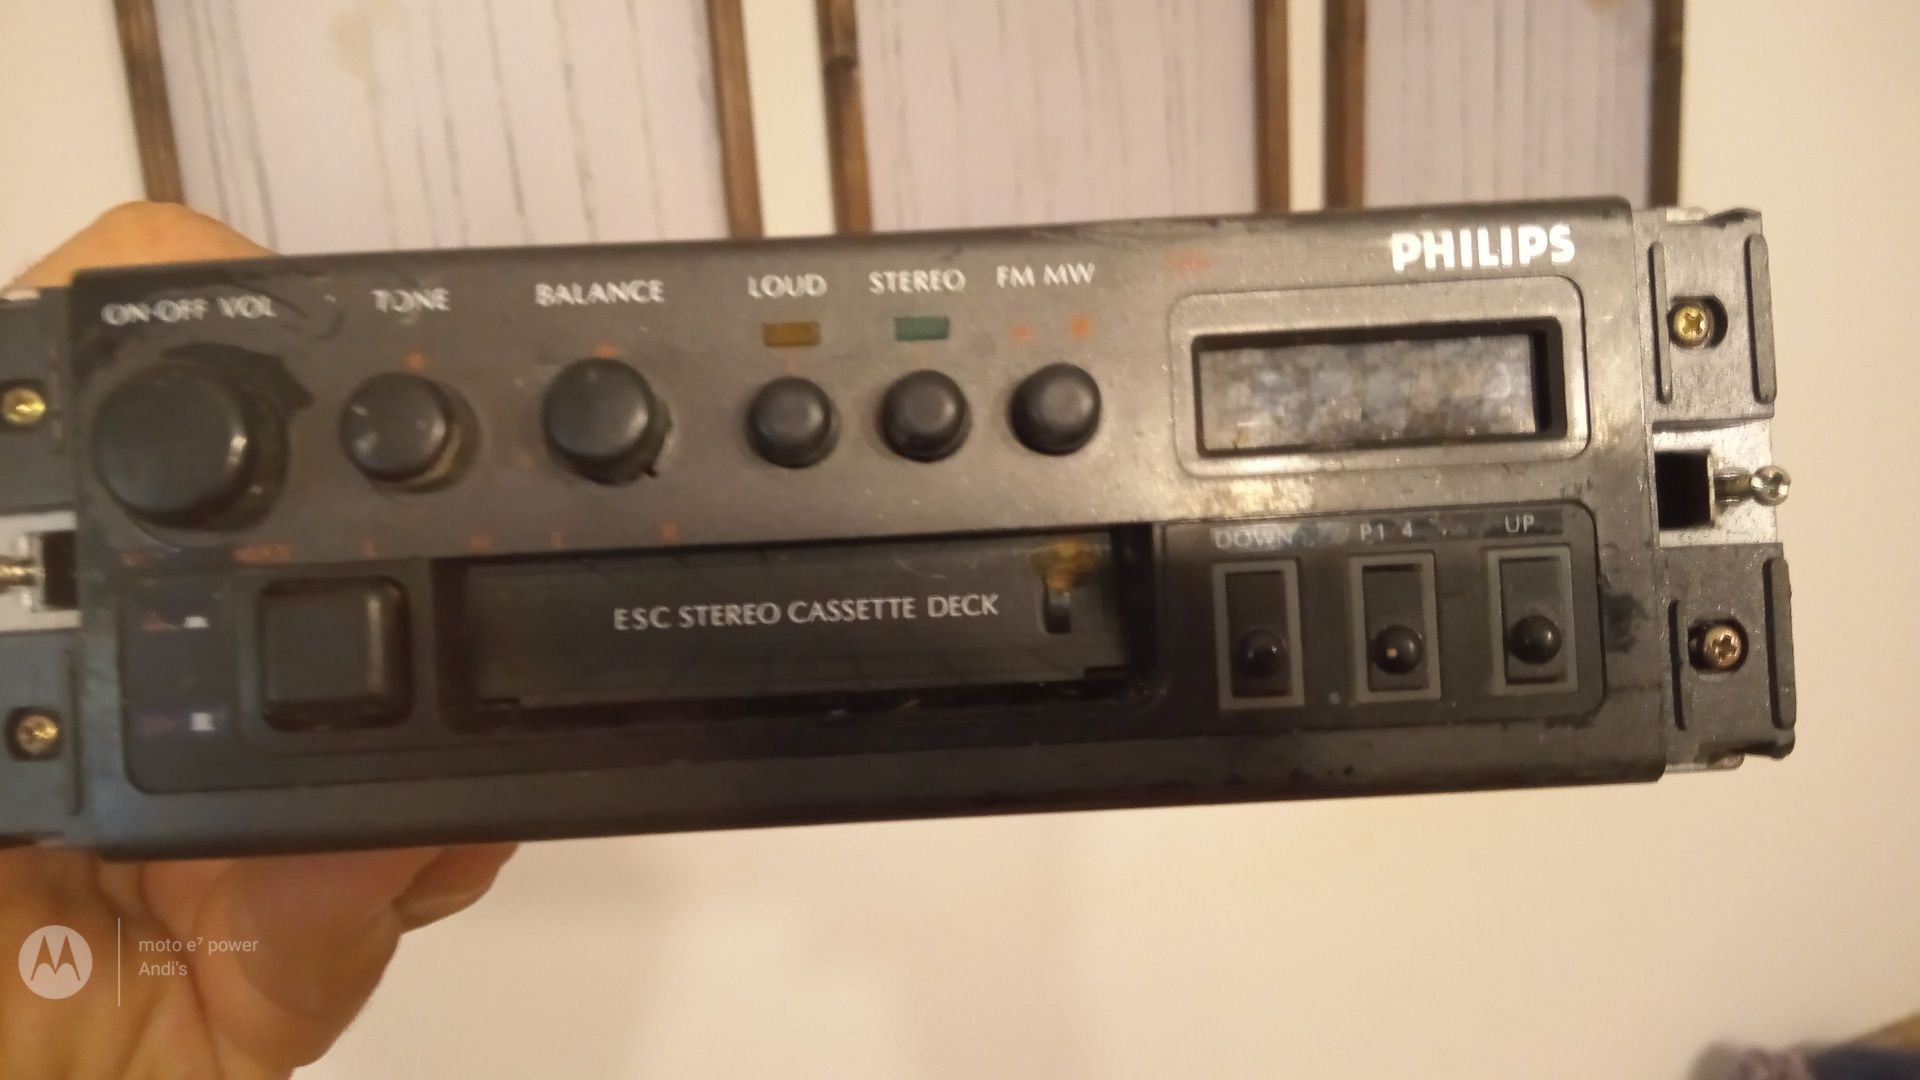 PHILIPS
ON-OFF VOL TONE BALANCE LOUD STEREO FM MW
DOWN P1 4 UP
ESC STEREO CASSETTE DECK
moto e⁷ power
Andi's